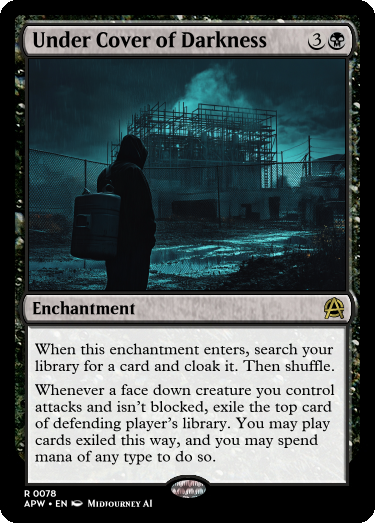 Under Cover of Darkness 3
Enchantment
When this enchantment enters, search your
library for a card and cloak it. Then shuffle.
Whenever a face down creature you control
attacks and isn't blocked, exile the top card
of defending player's library. You may play
cards exiled this way, and you may spend
mana of any type to do so.
R 0078
APW • EN Midjourney AI